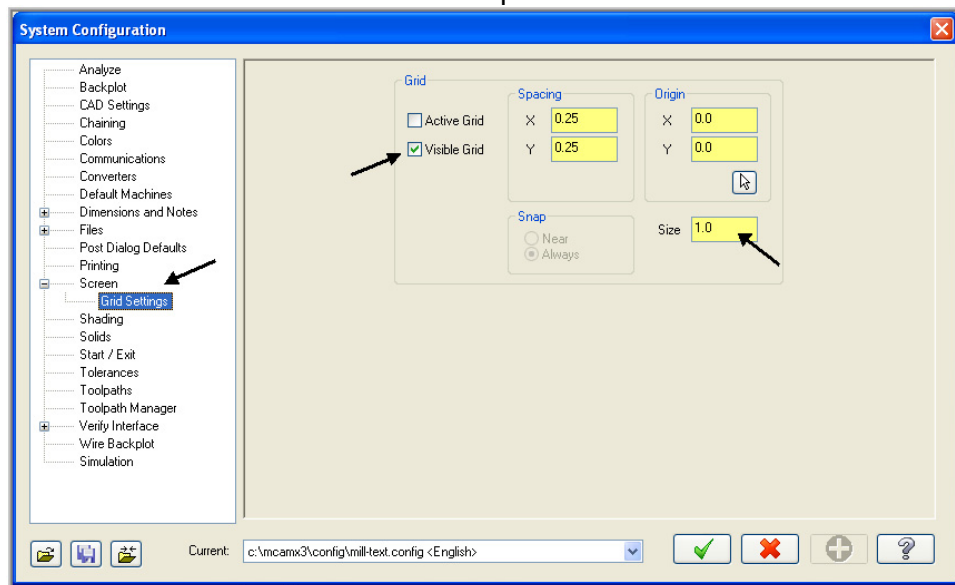 System Configuration
Analyze
Backplot
CAD Settings
Chaining
Colors
Communications
Converters
Default Machines
Dimensions and Notes
Files
Post Dialog Defaults
Printing
Screen
Grid Settings
Shading
Solids
Start / Exit
Tolerances
Toolpaths
Toolpath Manager
Verify Interface
Wire Backplot
Simulation
Grid
Active Grid
Visible Grid
Spacing
X 0.25
Y 0.25
Origin
X 0.0
Y 0.0
Snap
Near
Always
Size 1.0
Current: c:\mcamx3\config\mill-text.config <English>